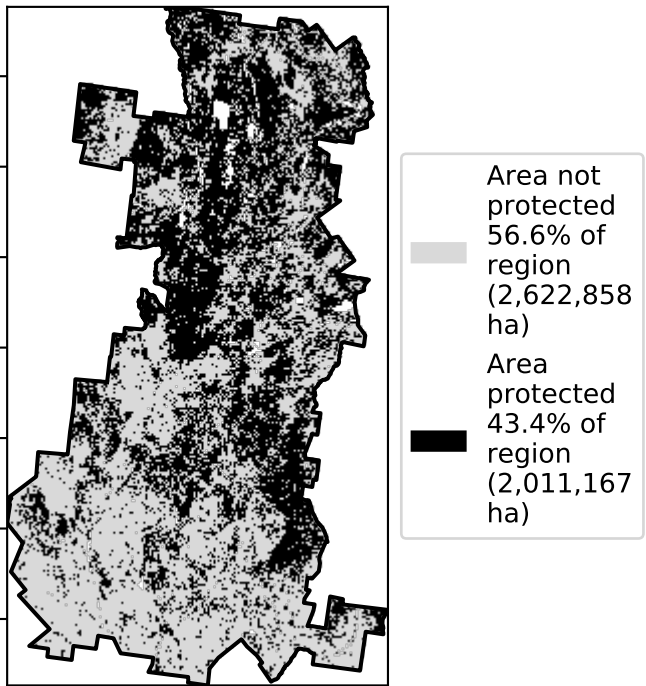 Area not
protected
56.6% of
region
(2,622,858
ha)
Area
protected
43.4% of
region
(2,011,167
ha)